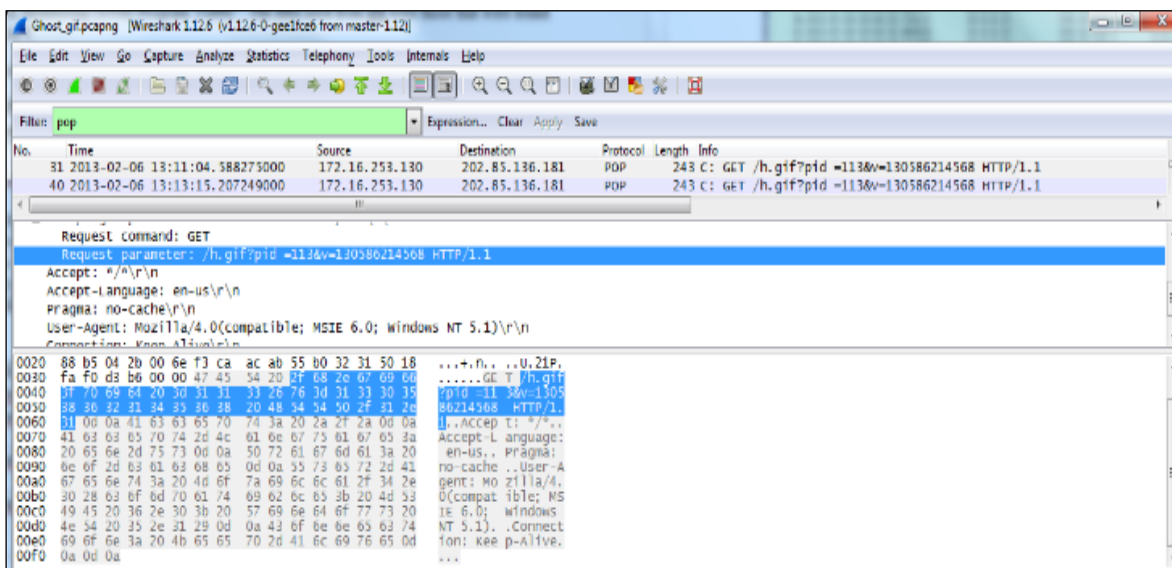 Ghost_gif.pcapng [Wireshark 1.12.6 (v1.12.6-0-gee1fce6 from master-1.12)]
File Edit View Go Capture Analyze Statistics Telephony Tools Internals Help
Filter: pop Expression... Clear Apply Save
No. Time Source Destination Protocol Length Info
31 2013-02-06 13:11:04.588275000 172.16.253.130 202.85.136.181 POP 243 C: GET /h.gif?pid =113&v=130586214568 HTTP/1.1
40 2013-02-06 13:13:15.207249000 172.16.253.130 202.85.136.181 POP 243 C: GET /h.gif?pid =113&v=130586214568 HTTP/1.1
Request command: GET
Request parameter: /h.gif?pid =113&v=130586214568 HTTP/1.1
Accept: */*\r\n
Accept-Language: en-us\r\n
Pragma: no-cache\r\n
User-Agent: Mozilla/4.0(compatible; MSIE 6.0; Windows NT 5.1)\r\n
Connection: Keep Alive\r\n
0020 88 b5 04 2b 00 6e f3 ca ac ab 55 b0 32 31 50 18 ...+.n.. ..U.21P.
0030 fa f0 d3 b6 00 00 47 45 54 20 2f 68 2e 67 69 66 ......GE T /h.gif
0040 3f 70 69 64 20 3d 31 31 33 26 76 3d 31 33 30 35 ?pid =11 3&v=1305
0050 38 36 32 31 34 35 36 38 20 48 54 54 50 2f 31 2e 86214568 HTTP/1.
0060 31 0d 0a 41 63 63 65 70 74 3a 20 2a 2f 2a 0d 0a 1..Accep t: */*..
0070 41 63 63 65 70 74 2d 4c 61 6e 67 75 61 67 65 3a Accept-L anguage:
0080 20 65 6e 2d 75 73 0d 0a 50 72 61 67 6d 61 3a 20 en-us.. Pragma:
0090 6e 6f 2d 63 61 63 68 65 0d 0a 55 73 65 72 2d 41 no-cache ..User-A
00a0 67 65 6e 74 3a 20 4d 6f 7a 69 6c 6c 61 2f 34 2e gent: Mo zilla/4.
00b0 30 28 63 6f 6d 70 61 74 69 62 6c 65 3b 20 4d 53 0(compat ible; MS
00c0 49 45 20 36 2e 30 3b 20 57 69 6e 64 6f 77 73 20 IE 6.0; Windows
00d0 4e 54 20 35 2e 31 29 0d 0a 43 6f 6e 6e 65 63 74 NT 5.1). .Connect
00e0 69 6f 6e 3a 20 4b 65 65 70 2d 41 6c 69 76 65 0d ion: Kee p-Alive.
00f0 0a 0d 0a ...